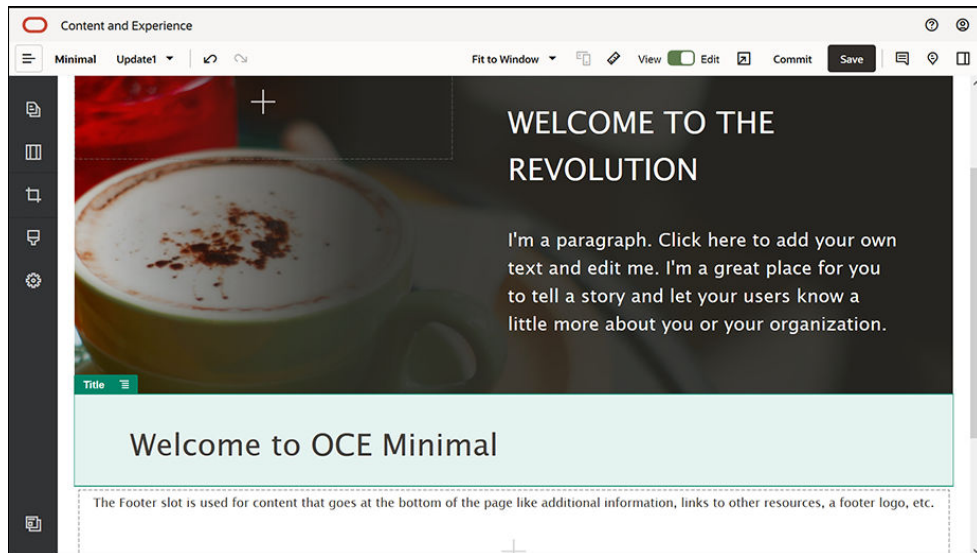 Content and Experience
Minimal Update1 Fit to Window View Edit Commit Save
WELCOME TO THE
REVOLUTION
I'm a paragraph. Click here to add your own
text and edit me. I'm a great place for you
to tell a story and let your users know a
little more about you or your organization.
Title
Welcome to OCE Minimal
The Footer slot is used for content that goes at the bottom of the page like additional information, links to other resources, a footer logo, etc.